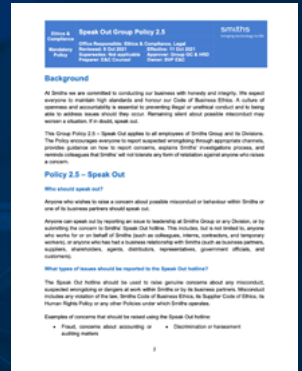 Ethics & Compliance
Mandatory Policy
Speak Out Group Policy 2.5
Office Responsible: Ethics & Compliance, Legal
Reviewed: 8 Oct 2021 Effective: 11 Oct 2021
Supersedes: Not applicable Approver: Group GC & HRD
Preparer: E&C Counsel Owner: SVP E&C
smiths
bringing technology to life
Background
At Smiths we are committed to conducting our business with honesty and integrity. We expect
everyone to maintain high standards and honour our Code of Business Ethics. A culture of
openness and accountability is essential to preventing illegal or unethical conduct and to being
able to address issues should they occur. Remaining silent about possible misconduct may
worsen a situation. If in doubt, speak out.
This Group Policy 2.5 – Speak Out applies to all employees of Smiths Group and its Divisions.
The Policy encourages everyone to report suspected wrongdoing through appropriate channels,
provides guidance on how to report concerns, explains Smiths' investigations process, and
reminds colleagues that Smiths' will not tolerate any form of retaliation against anyone who raises
a concern.
Policy 2.5 – Speak Out
Who should speak out?
Anyone who wishes to raise a concern about possible misconduct or behaviour within Smiths or
one of its business partners should speak out.
Anyone can speak out by reporting an issue to leadership at Smiths Group or any Division, or by
submitting the concern to Smiths' Speak Out hotline. This includes, but is not limited to, anyone
who works for or on behalf of Smiths (such as colleagues, interns, contractors, and temporary
workers), or anyone who has had a business relationship with Smiths (such as business partners,
suppliers, shareholders, agents, distributors, representatives, government officials, and
customers).
What types of issues should be reported to the Speak Out hotline?
The Speak Out hotline should be used to raise genuine concerns about any misconduct,
suspected wrongdoing or dangers at work within Smiths or by its business partners. Misconduct
includes any violation of the law, Smiths Code of Business Ethics, its Supplier Code of Ethics, its
Human Rights Policy or any other Policies under which Smiths operates.
Examples of concerns that should be raised using the Speak Out hotline:
• Fraud, concerns about accounting or auditing matters
• Discrimination or harassment